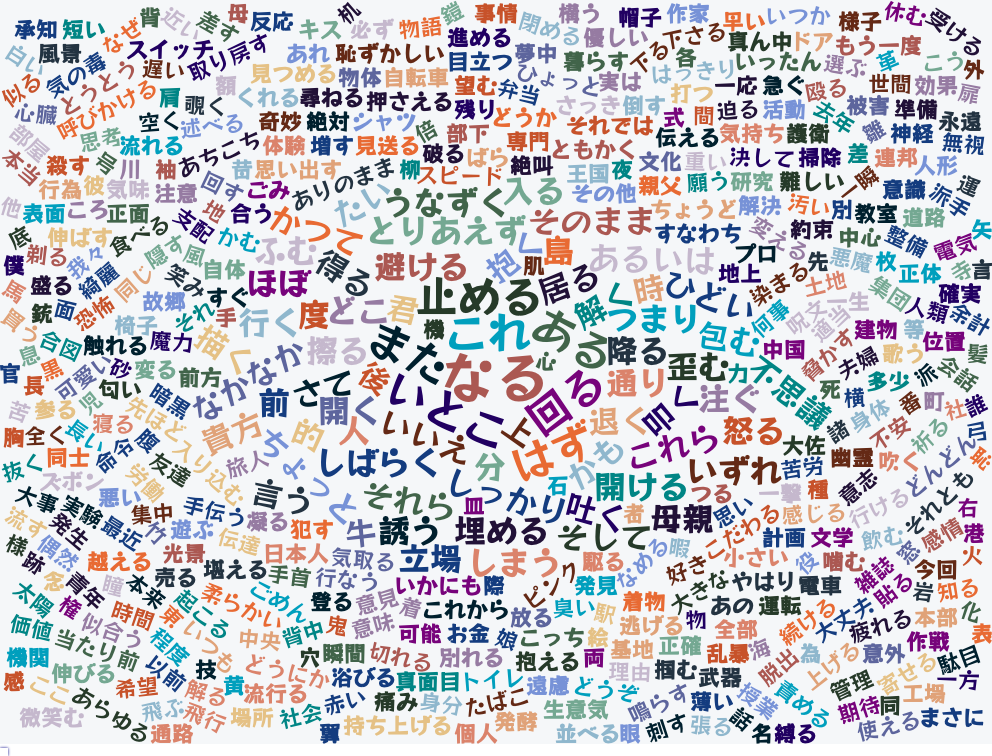 承知 短い なぜ 背 近い 差す 母 反応 キス 机 必ず 物語 鎧 事情 閉める 構う 帽子 作家 早い いつか 様子 休む 受ける
白い 風景 気の毒 スイッチ 取り戻す あれ 恥ずかしい 進める 夢中 優しい 下る 下さる 真ん中 ドア もう一度 こう 外
似る とうとう 遅い 額 見つめる 物体 自転車 目立つ ひょっと 暮らす 各 はっきり いったん 選ぶ 革 世間 効果 扉
心臓 呼びかける 肩 覗く くれる 尋ねる 押さえる 望む 弁当 実は 打つ 一応 急ぐ 殴る 被害 準備 永遠
部屋 思考 空く 述べる 奇妙 絶対 シャツ 倍 残り どうか さっき 倒す 式 間 迫る 活動 去年 離 神経 無視
本当 号 流れる あちこち 体験 増す 見送る 破る 部下 専門 それでは 伝える 気持ち 護衛
殺す 川 袖 昔 思い出す 柳 スピード ばら 絶叫 ともかく 王国 夜 文化 重い 決して 掃除 差 連邦 人形 運
行為 彼 気味 注意 回す ごみ ありのまま たい うなずく 入る その他 親父 願う 研究 難しい 一瞬 意識 派手
他 表面 ころ 正面 支配 地 合う かつて とりあえず そのまま ちょうど 解決 汚い 別 教室 道路 矢
底 伸ばす 食べる 隠す 風 かむ ふむ 得る 避ける 抱く 肌 島 あるいは すなわち 変える 約束 中心 整備 電気
僕 剃る 我々 綺麗 同じ 笑み 自体 すぐ ほぼ 居る 解く 時 ひどい 地上 プロ 染まる 先 悪魔 枚 正体 寺 言
馬 盛る 銃 面 恐怖 故郷 それ 手 行く 度 どこ 君 止める 機 これ ある つまり 包む 何事 土地 呪文 一生 適当 集団 確実 人類 余計
買う 息 合図 触れる 椅子 魔力 描く なかなか 擦る また 心 降る 歪む カ 中国 脅かす 建物 等 位置 髪
官 長 黒 可愛い 砂 匂い 変る 前方 暗黒 前 さて 後 なる 回る 通り 不思議 死 夫婦 歌う 多少 派 会話
苦 参る 児 寝る 先ほど 貴方 開く 人 いい いとこ 上 はず 退く 叩く 注ぐ 横 身体 番 町 社 誰
胸 全く 長い 命令 腹 入り込む 的 ちょっと しばらく いいえ 分 かも これら 怒る 大佐 諸 不安 祈る 弓 恥
抜く 同士 ズボン 友達 旅人 言う それら しっかり 石 開ける いずれ 苦労 幽霊 吹く どんどん
大事 実験 悪い 労働 手伝う 凝る 犯す 牛 誘う 皿 埋める 吐く そして 者 つる 母親 思い 一撃 種 意志 行ける それとも 右
流す 発生 最近 集中 遊ぶ 伝達 日本人 気取る 立場 しまう 駆る なめる 暇 好き こだわる 感じる 計画 文学 飲む 窓 感情 港
様 跡 偶然 越える 光景 堪える 手首 行なう いかにも 際 ピンク 発見 大きな 小さい やはり 役 噛む 電車 雑誌 貼る 今回 火
太陽 念 青年 瞳 本来 売る 柔らかい ごめん 登る 意見 着 これから 放る 臭い 駅 着物 物 あの 運転 岩 知る 化
価値 権 時間 東 起こる 背中 鬼 意味 可能 お金 娘 こっち 絵 逃げる 全部 続ける 大丈夫 疲れる 本部 表
機関 当たり前 似合う 程度 いつも 中央 穴 瞬間 切れる 別れる 抱える 両 基地 正確 乱暴 海 脱出 為 上げる 意外 作戦 駄目
感 ここ 伸びる 希望 以前 技 解る どうにか 浴びる 真面目 トイレ 遠慮 どうぞ 理由 掴む 武器 授業 責める 管理 寄せる 一方
微笑む あらゆる 飛ぶ 飛行 黄 流行る 社会 赤い 痛み 身分 たばこ 生意気 鳴らす 薄い 話 期待 同 工場
通路 場所 翼 持ち上げる 個人 発酵 並べる 眼 刺す 張る 名 縛る 使える まさに